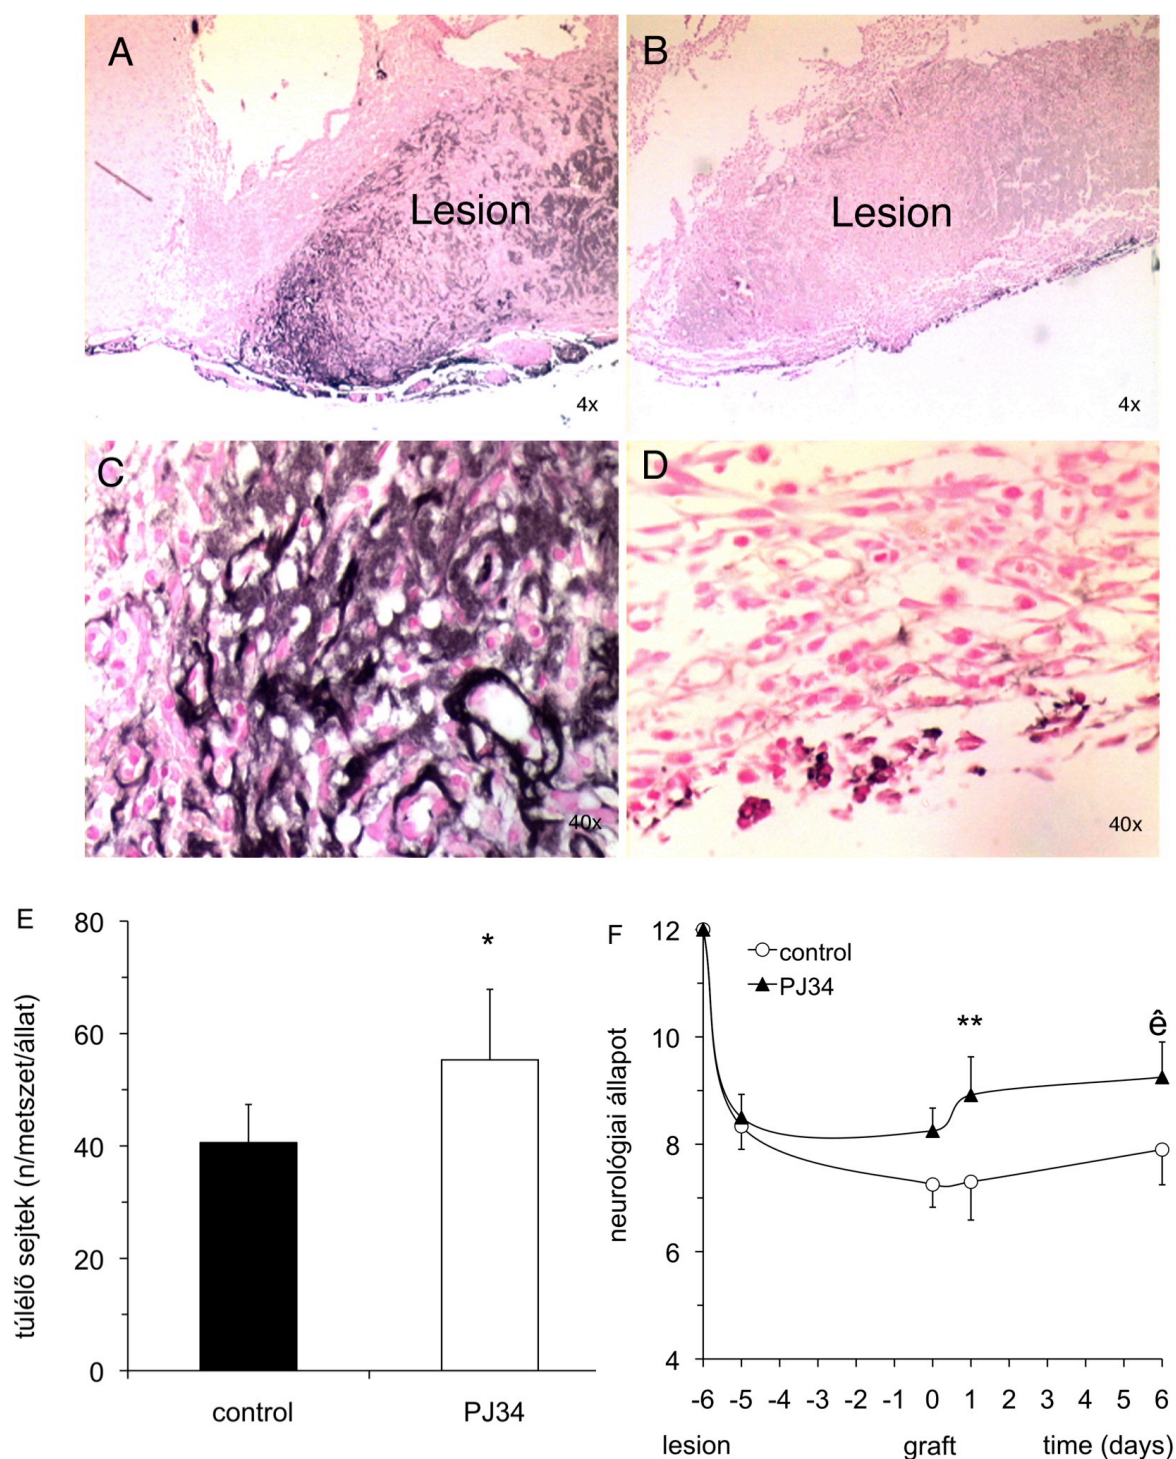 A
B
Lesion
Lesion
4x
4x
C
D
40x
40x
E
80
60
40
20
0
túlélő sejtek (n/metszet/állat)
*
control
PJ34
F
12
10
8
6
4
neurológiai állapot
control
PJ34
**
ê
-6 -5 -4 -3 -2 -1 0 1 2 3 4 5 6
lesion graft time (days)